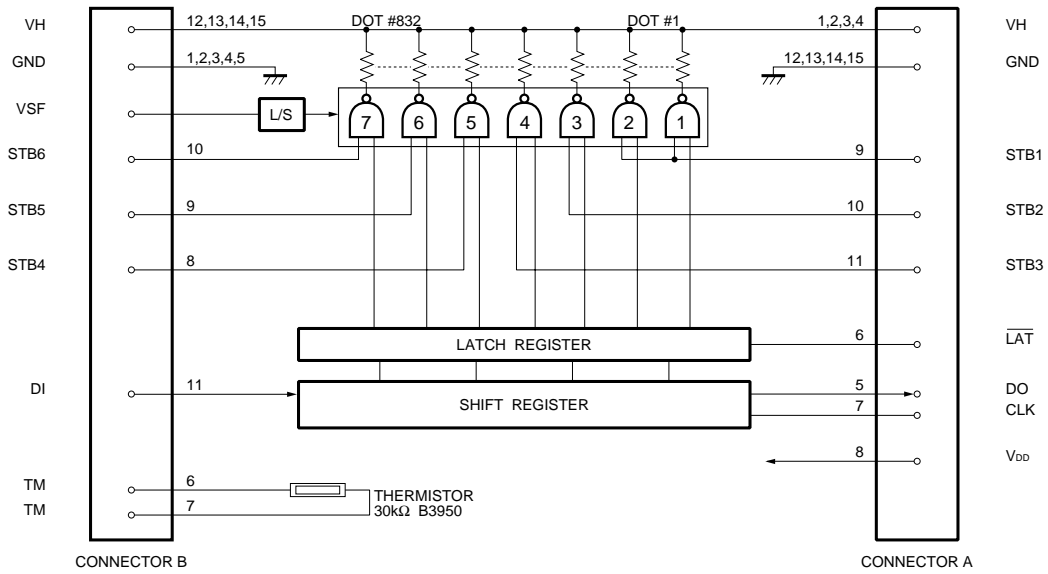 VH 12,13,14,15 DOT #832 DOT #1 1,2,3,4 VH
GND 1,2,3,4,5 12,13,14,15 GND
VSF L/S 7 6 5 4 3 2 1
STB6 10 9 STB1
STB5 9 10 STB2
STB4 8 11 STB3
LATCH REGISTER 6 LAT
DI 11 SHIFT REGISTER 5 DO
7 CLK
8 VDD
TM 6 THERMISTOR
TM 7 30kΩ B3950
CONNECTOR B CONNECTOR A